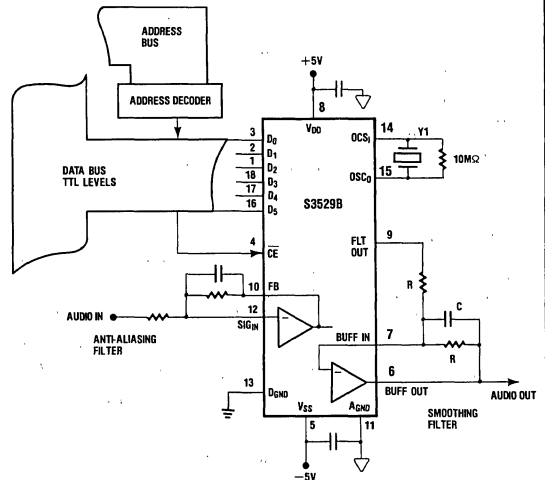 ADDRESS
BUS
ADDRESS DECODER
DATA BUS
TTL LEVELS
+5V
8
VDD
3 D0
2 D1
1 D2
18 D3
17 D4
16 D5
4 CE
S3529B
OCSI 14
Y1
10MΩ
OSCO 15
FLT
OUT
9
R
10 FB
12
SIGIN
AUDIO IN
ANTI-ALIASING
FILTER
BUFF IN 7
C
R
6
BUFF OUT
AUDIO OUT
SMOOTHING
FILTER
13 DGND
VSS
5
AGND
11
−5V